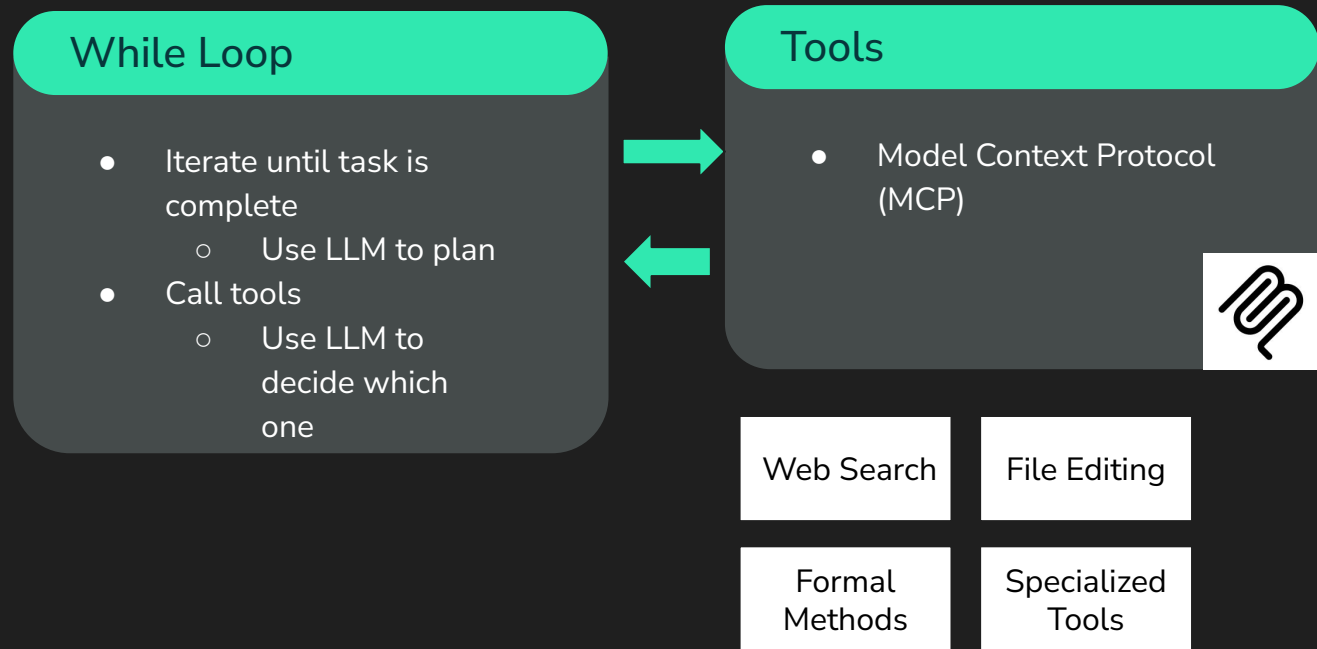 While Loop
● Iterate until task is
complete
○ Use LLM to plan
● Call tools
○ Use LLM to
decide which
one
Tools
● Model Context Protocol
(MCP)
Web Search
File Editing
Formal
Methods
Specialized
Tools